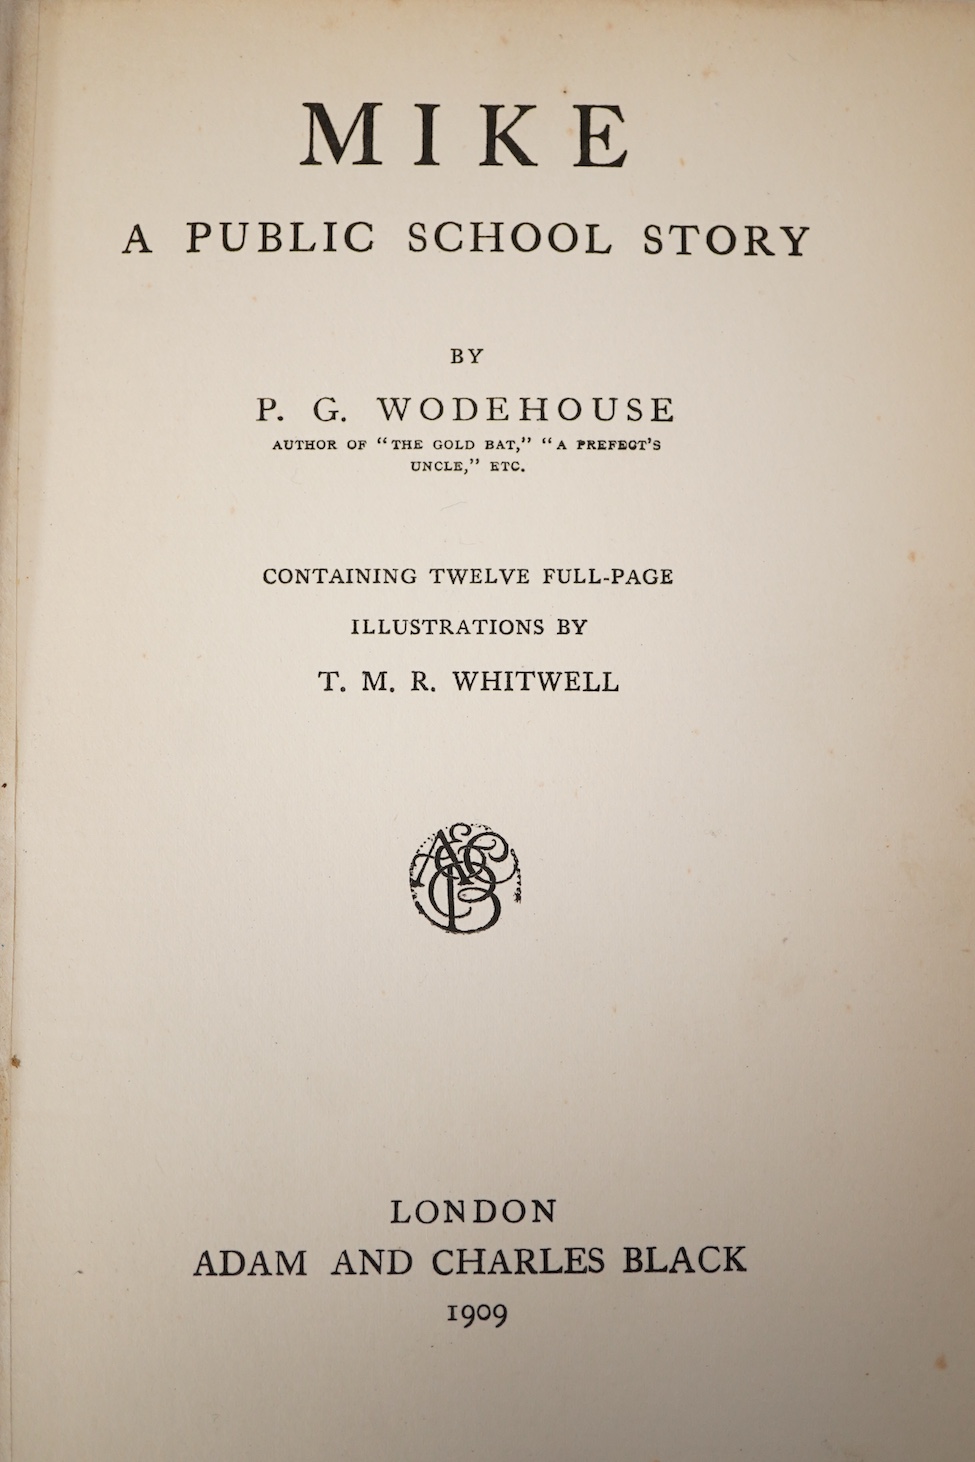 MIKE
A PUBLIC SCHOOL STORY
BY
P. G. WODEHOUSE
AUTHOR OF "THE GOLD BAT," "A PREFECT'S
UNCLE," ETC.
CONTAINING TWELVE FULL-PAGE
ILLUSTRATIONS BY
T. M. R. WHITWELL
LONDON
ADAM AND CHARLES BLACK
1909